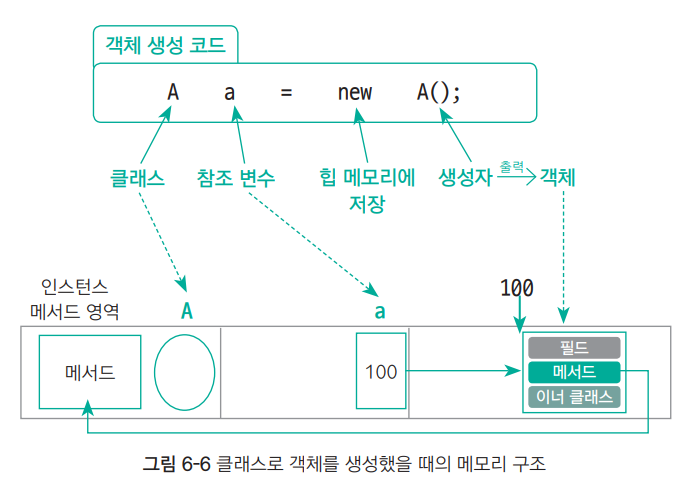 객체 생성 코드
A a = new A();
클래스 참조 변수 힙 메모리에 생성자 출력 객체
저장
인스턴스 100
메서드 영역 A a
메서드 100 필드
메서드
이너 클래스
그림 6-6 클래스로 객체를 생성했을 때의 메모리 구조